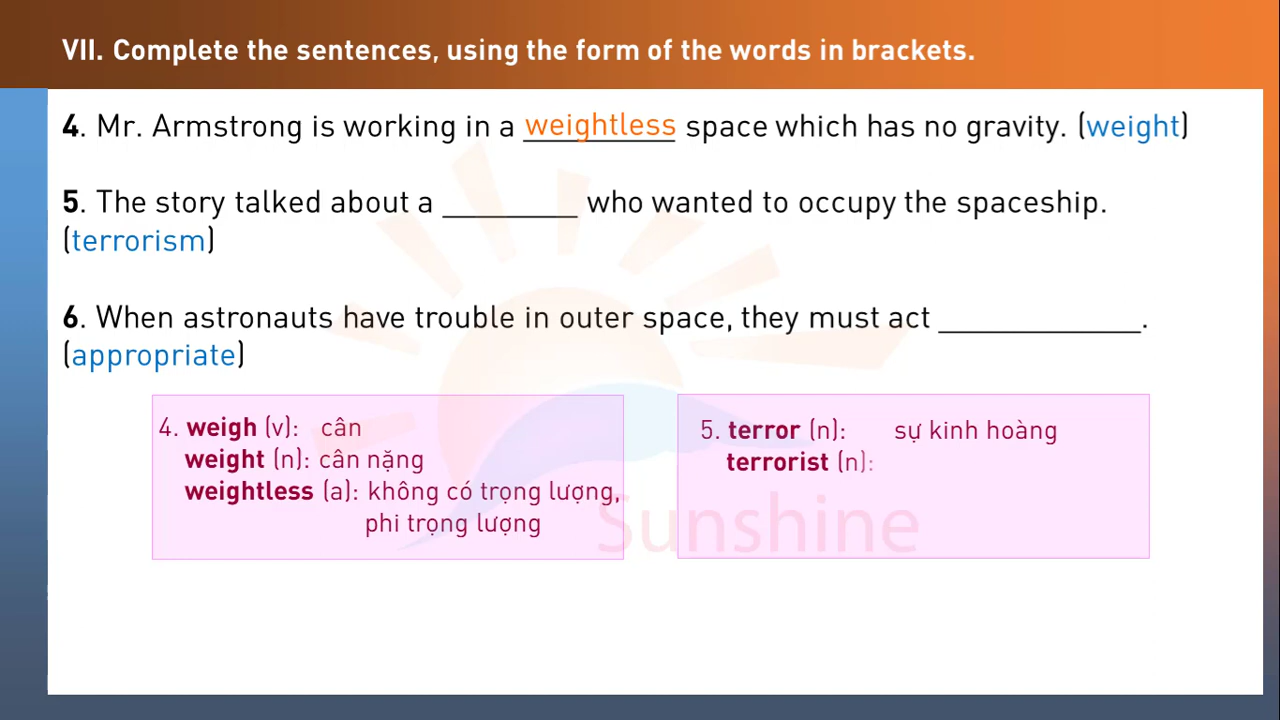 VII. Complete the sentences, using the form of the words in brackets.
4. Mr. Armstrong is working in a weightless space which has no gravity. (weight)
5. The story talked about a _________ who wanted to occupy the spaceship.
(terrorism)
6. When astronauts have trouble in outer space, they must act _____________.
(appropriate)
4. weigh (v): cân
weight (n): cân nặng
weightless (a): không có trọng lượng,
phi trọng lượng
5. terror (n): sự kinh hoàng
terrorist (n):
Sunshine